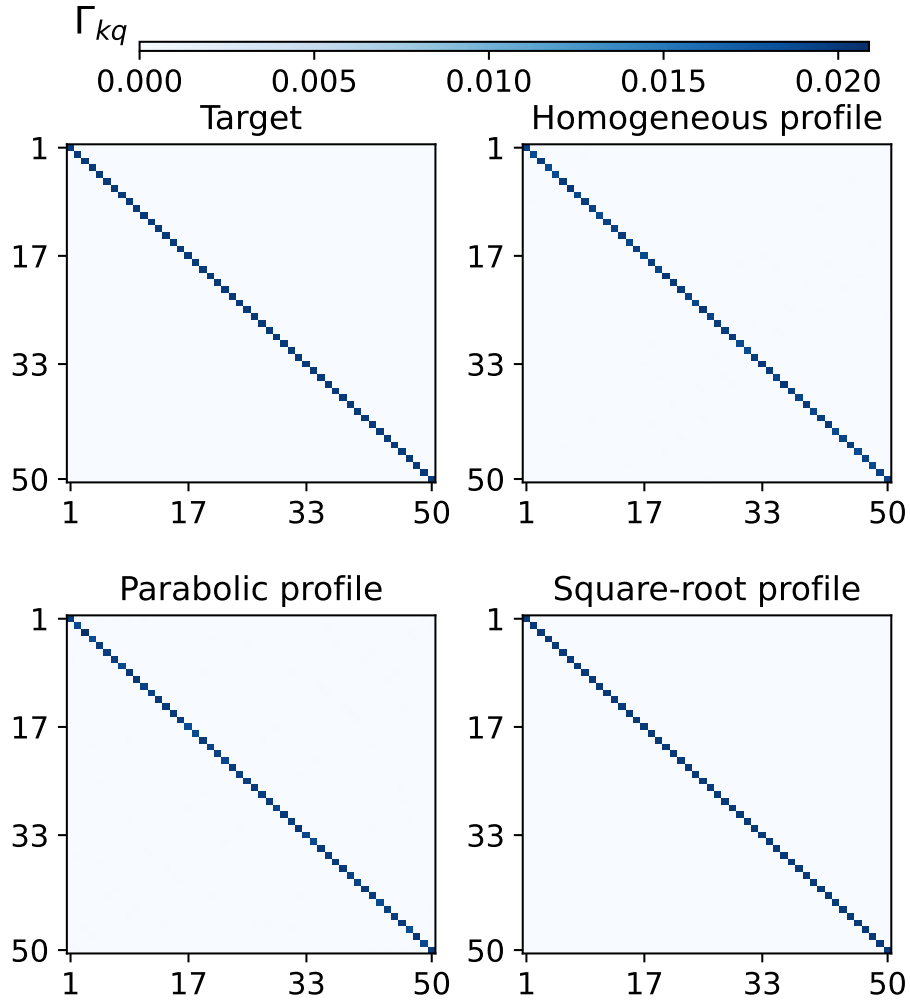 Γkq
0.000 0.005 0.010 0.015 0.020
Target Homogeneous profile
1 1
17 17
33 33
50 50
1 17 33 50 1 17 33 50
Parabolic profile Square-root profile
1 1
17 17
33 33
50 50
1 17 33 50 1 17 33 50